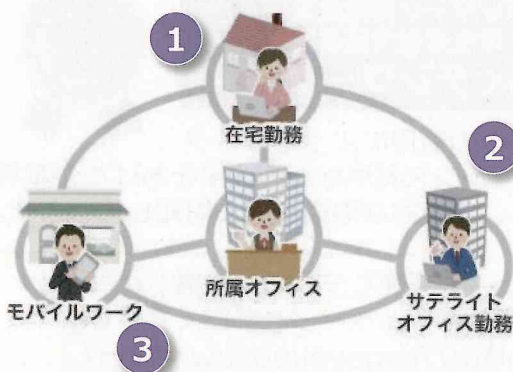 1
在宅勤務
2
所属オフィス
モバイルワーク
サテライト
オフィス勤務
3